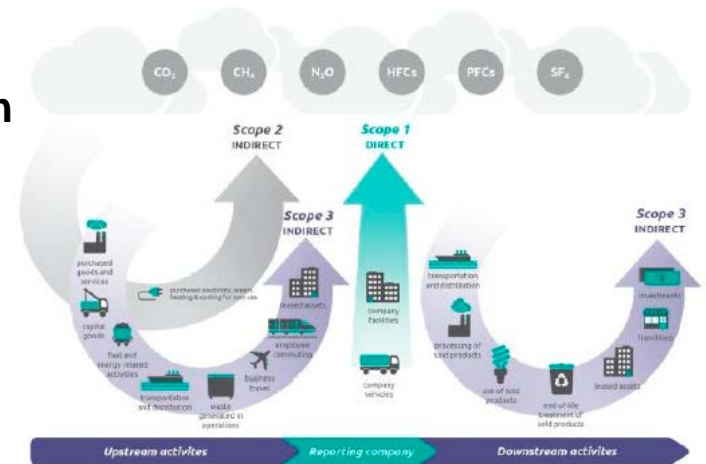 n
CO₂
CH₄
N₂O
HFCs
PFCs
SF₆
Scope 2
INDIRECT
Scope 1
DIRECT
Scope 3
INDIRECT
Scope 3
INDIRECT
purchased
goods and
services
capital
goods
fuel and
energy related
activities
transportation
and distribution
waste
generated in
operations
business
travel
employee
commuting
leased assets
purchased electricity, steam,
heating & cooling for own use
company
facilities
company
vehicles
transportation
and distribution
processing of
sold products
use of sold
products
end-of-life
treatment of
sold products
leased assets
franchises
investments
Upstream activites
Reporting company
Downstream activites